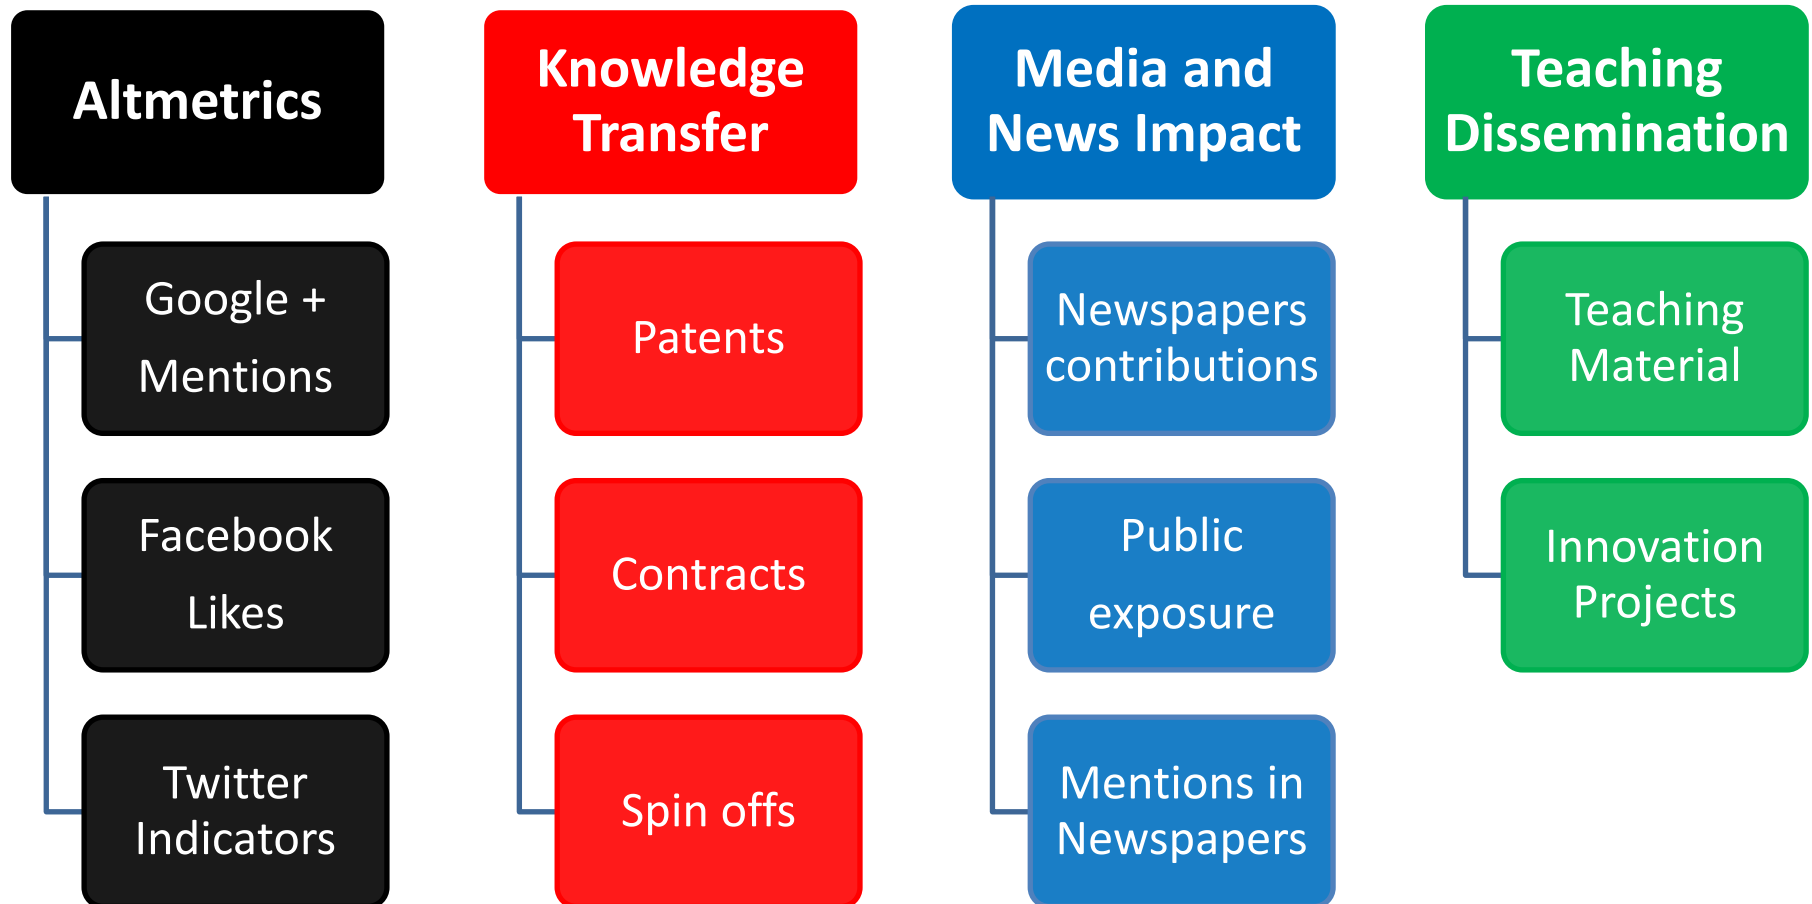 Altmetrics
Google +
Mentions
Facebook
Likes
Twitter
Indicators
Knowledge
Transfer
Patents
Contracts
Spin offs
Media and
News Impact
Newspapers
contributions
Public
exposure
Mentions in
Newspapers
Teaching
Dissemination
Teaching
Material
Innovation
Projects